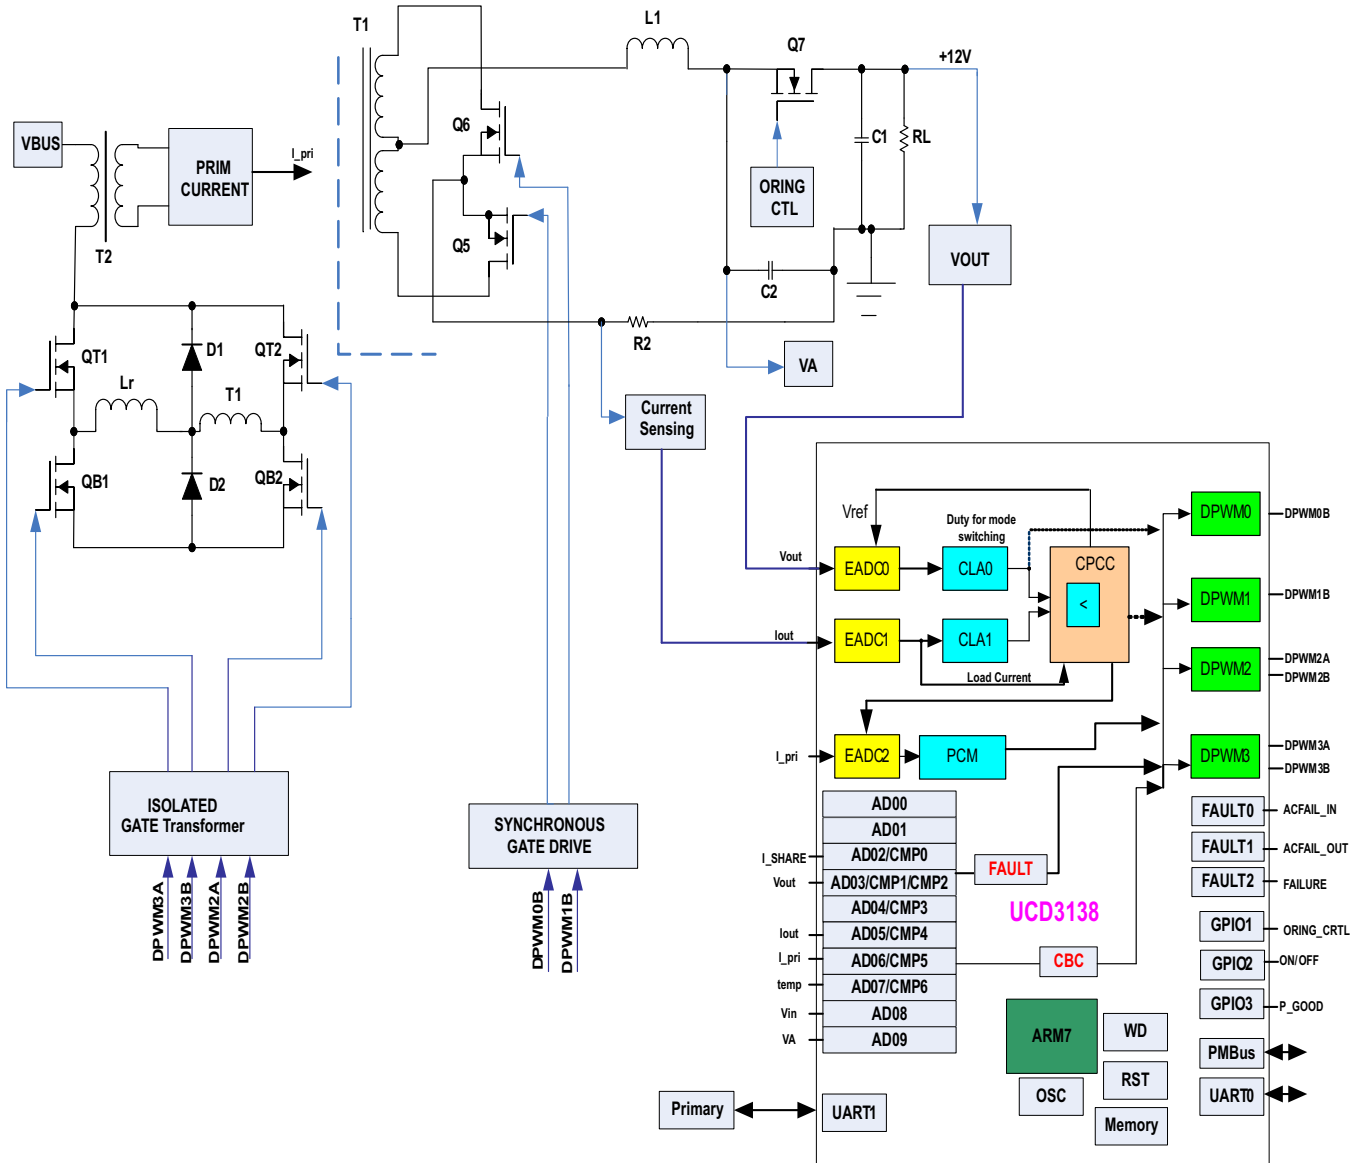 T1
L1
Q7
+12V
VBUS
PRIM
CURRENT
I_pri
Q6
C1
RL
ORING
CTL
T2
Q5
VOUT
C2
R2
QT1
D1
QT2
VA
Lr
T1
Current
Sensing
QB1
D2
QB2
Vref
Duty for mode
switching
DPWM0
DPWM0B
Vout
EADC0
CLA0
CPCC
<
DPWM1
DPWM1B
Iout
EADC1
CLA1
DPWM2
DPWM2A
DPWM2B
Load Current
I_pri
EADC2
PCM
DPWM3
DPWM3A
DPWM3B
ISOLATED
GATE Transformer
SYNCHRONOUS
GATE DRIVE
AD00
AD01
I_SHARE
AD02/CMP0
Vout
AD03/CMP1/CMP2
AD04/CMP3
Iout
AD05/CMP4
I_pri
AD06/CMP5
temp
AD07/CMP6
Vin
AD08
VA
AD09
FAULT
UCD3138
CBC
FAULT0
ACFAIL_IN
FAULT1
ACFAIL_OUT
FAULT2
FAILURE
GPIO1
ORING_CRTL
GPIO2
ON/OFF
GPIO3
P_GOOD
DPWM3A
DPWM3B
DPWM2A
DPWM2B
DPWM0B
DPWM1B
ARM7
WD
PMBus
RST
OSC
UART0
Memory
Primary
UART1